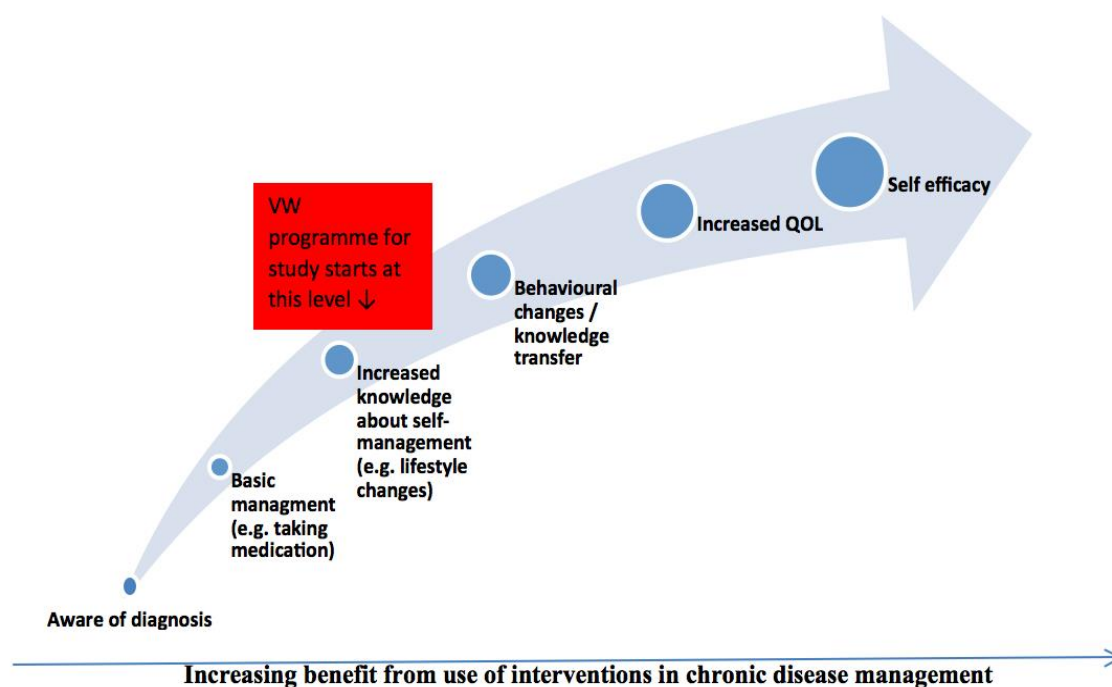 VW
programme for
study starts at
this level ↓
Self efficacy
Increased QOL
Behavioural
changes /
knowledge
transfer
Increased
knowledge
about self-
management
(e.g. lifestyle
changes)
Basic
managment
(e.g. taking
medication)
Aware of diagnosis
Increasing benefit from use of interventions in chronic disease management